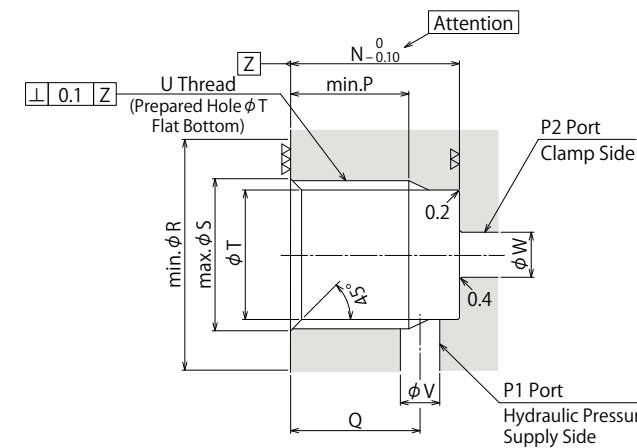 Attention
N 0 -0.10
Z
⊥ 0.1 Z
U Thread
(Prepared Hole φT
Flat Bottom)
min.P
P2 Port
Clamp Side
min.φR
max.φS
φT
0.2
φW
45°
0.4
φV
P1 Port
Hydraulic Pressur
Supply Side
Q